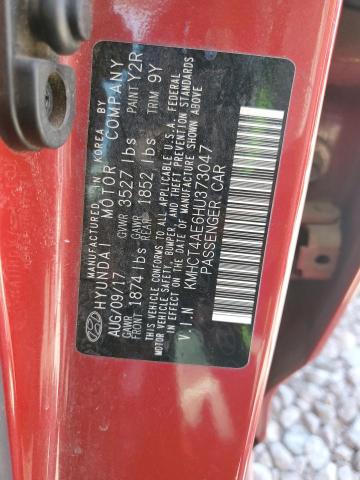 MANUFACTURED IN KOREA BY
HYUNDAI MOTOR COMPANY
AUG/09/17 GVWR 3527 lbs PAINT Y2R
GAWR FRONT 1874 lbs GAWR REAR 1852 lbs TRIM 9Y
THIS VEHICLE CONFORMS TO ALL APPLICABLE U.S.A. FEDERAL
MOTOR VEHICLE SAFETY, BUMPER, AND THEFT PREVENTION STANDARDS
IN EFFECT ON THE DATE OF MANUFACTURE SHOWN ABOVE
V I N KMHCT4AE6HU373047
PASSENGER CAR